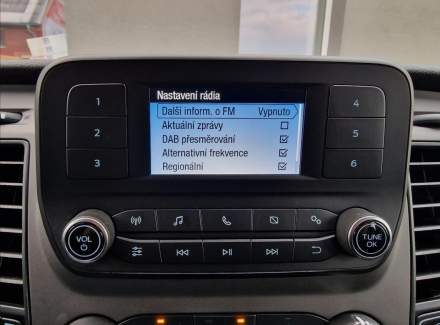 Nastavení rádia
Další inform. o FM Vypnuto
Aktuální zprávy
DAB přesměrování
Alternativní frekvence
Regionální
1
2
3
4
5
6
VOL
TUNE
OK